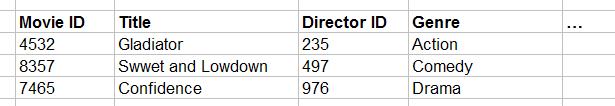 Movie ID Title Director ID Genre ...
4532 Gladiator 235 Action
8357 Swwet and Lowdown 497 Comedy
7465 Confidence 976 Drama